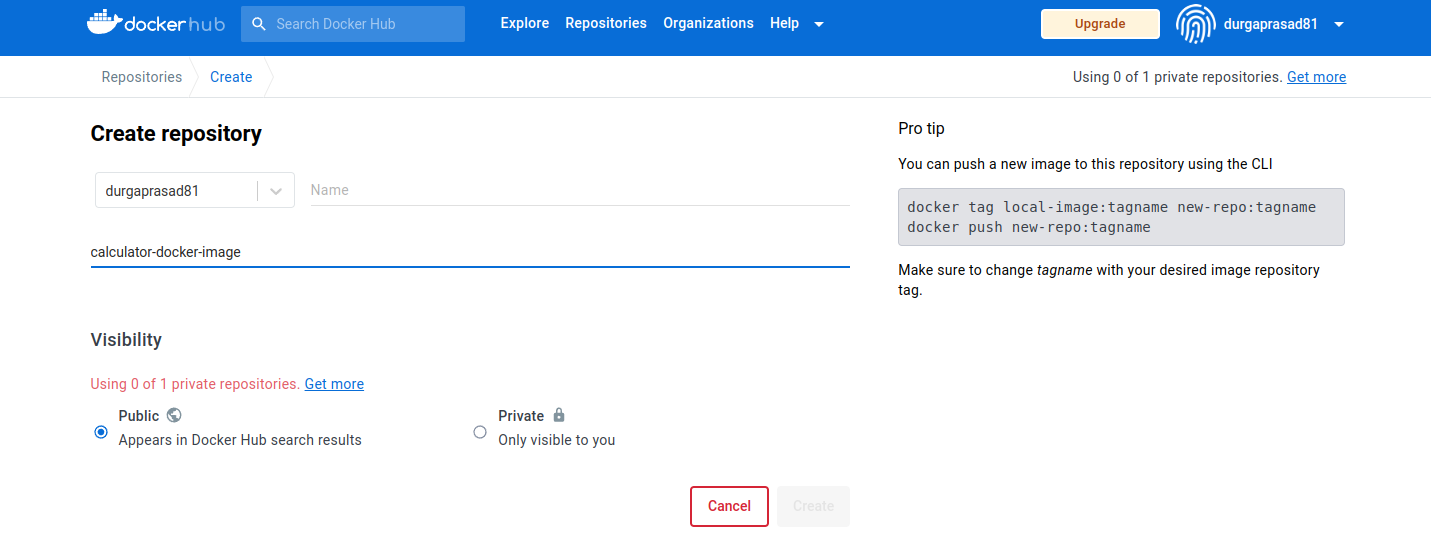 dockerhub
Search Docker Hub
Explore
Repositories
Organizations
Help
Upgrade
durgaprasad81
Repositories
Create
Using 0 of 1 private repositories. Get more
Create repository
durgaprasad81
Name
calculator-docker-image
Visibility
Using 0 of 1 private repositories. Get more
Public
Appears in Docker Hub search results
Private
Only visible to you
Cancel
Create
Pro tip
You can push a new image to this repository using the CLI
docker tag local-image:tagname new-repo:tagname
docker push new-repo:tagname
Make sure to change tagname with your desired image repository
tag.